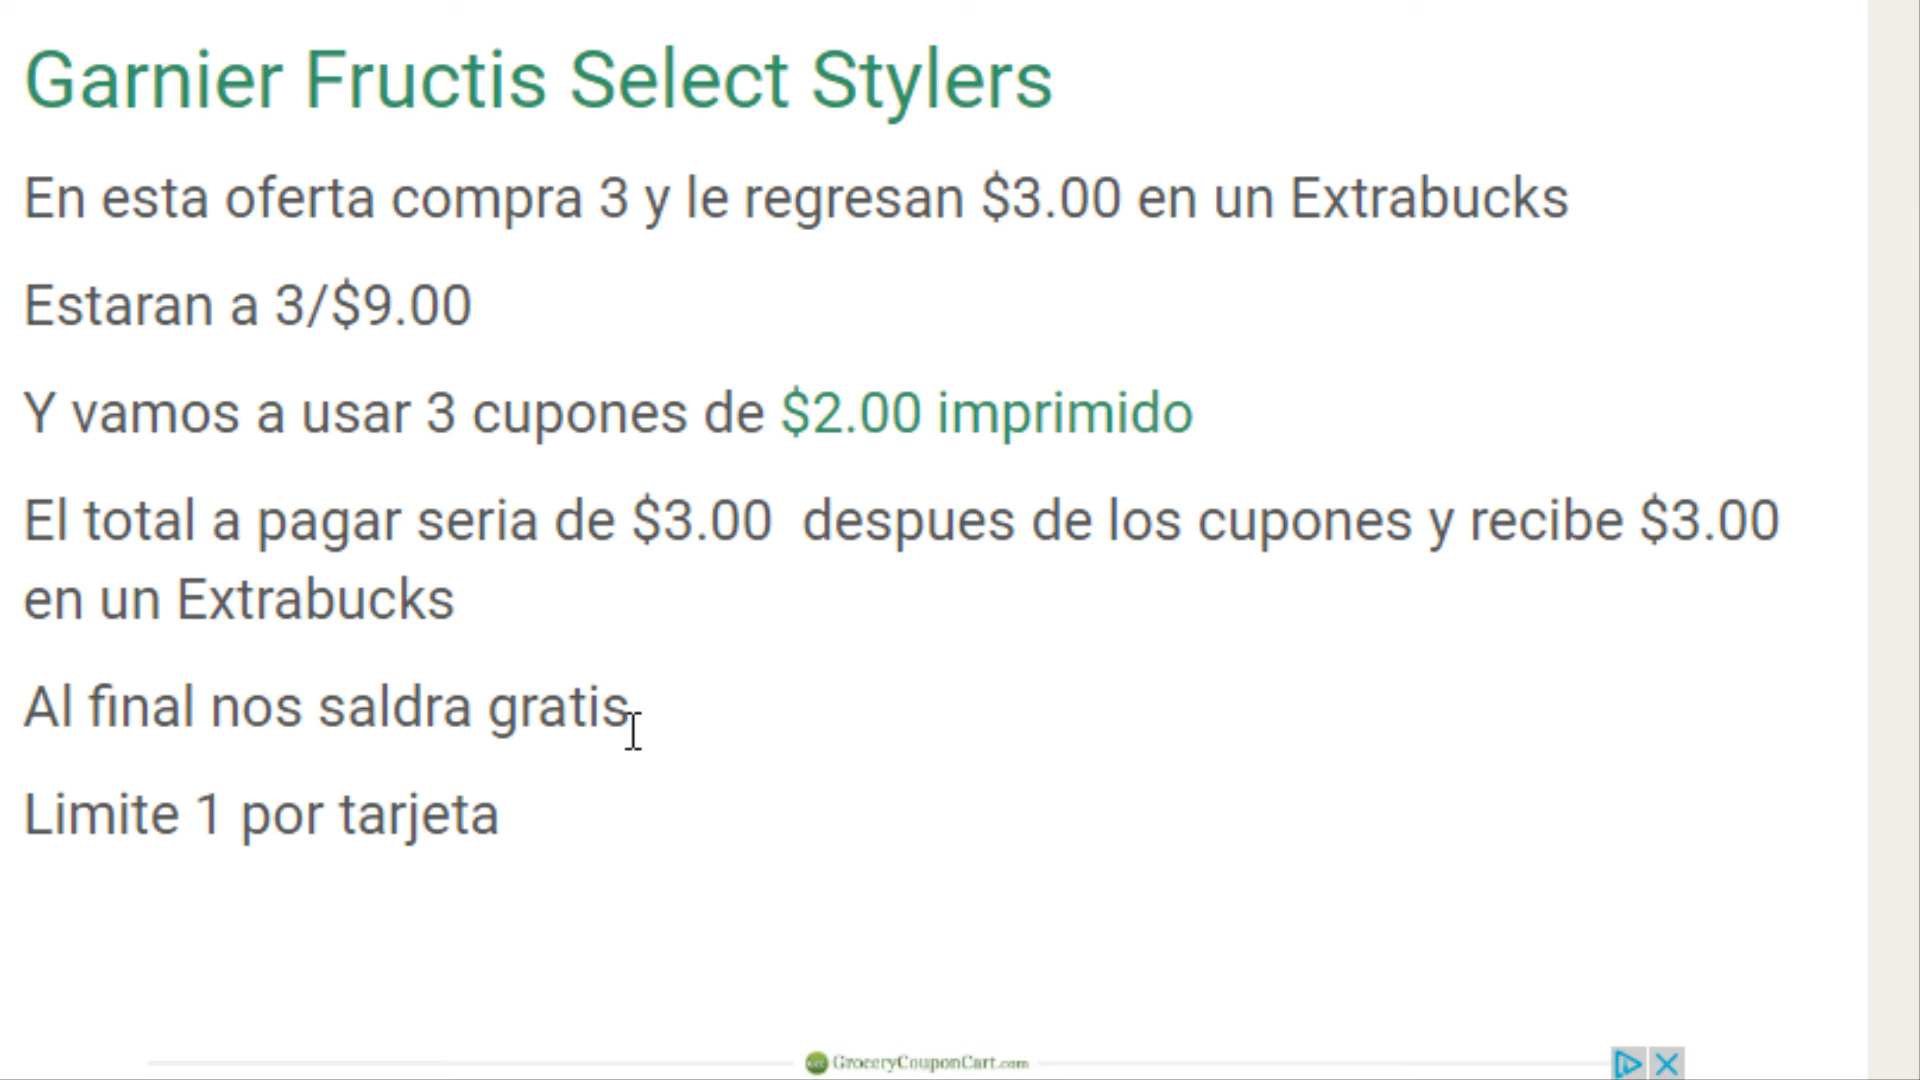 Garnier Fructis Select Stylers
En esta oferta compra 3 y le regresan $3.00 en un Extrabucks
Estaran a 3/$9.00
Y vamos a usar 3 cupones de $2.00 imprimido
El total a pagar seria de $3.00  despues de los cupones y recibe $3.00
en un Extrabucks
Al final nos saldra gratis
Limite 1 por tarjeta
GroceryCouponCart.com